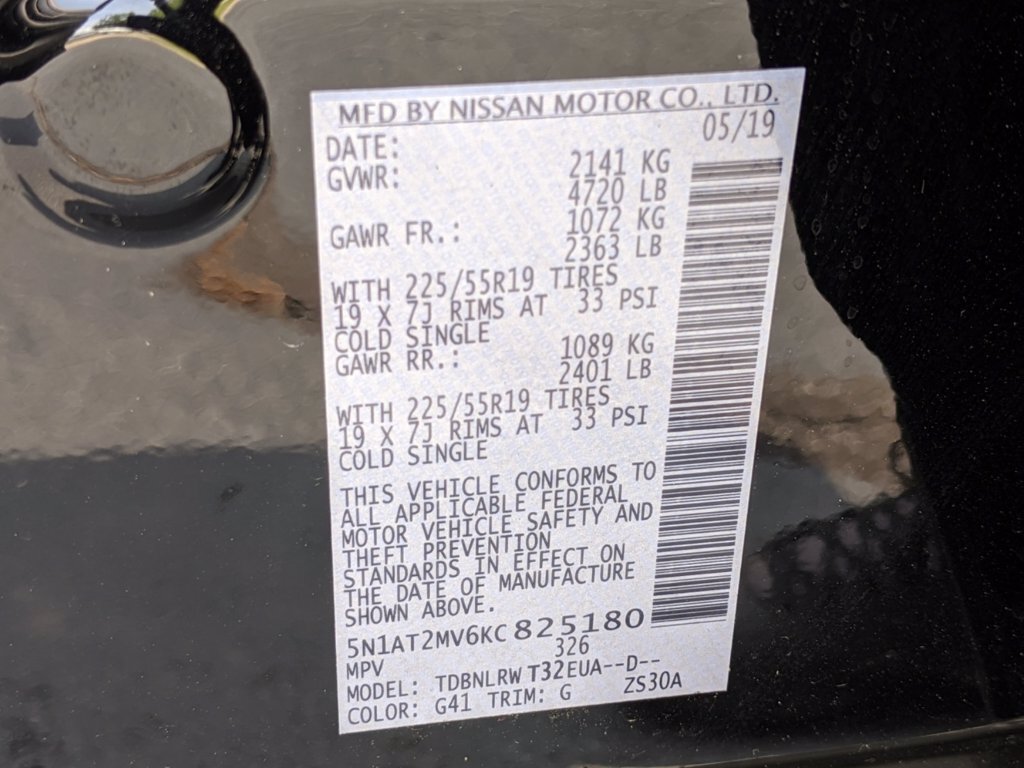 MFD BY NISSAN MOTOR CO., LTD.
DATE: 05/19
GVWR: 2141 KG
4720 LB
GAWR FR.: 1072 KG
2363 LB
WITH 225/55R19 TIRES
19 X 7J RIMS AT 33 PSI
COLD SINGLE
GAWR RR.: 1089 KG
2401 LB
WITH 225/55R19 TIRES
19 X 7J RIMS AT 33 PSI
COLD SINGLE
THIS VEHICLE CONFORMS TO
ALL APPLICABLE FEDERAL
MOTOR VEHICLE SAFETY AND
THEFT PREVENTION
STANDARDS IN EFFECT ON
THE DATE OF MANUFACTURE
SHOWN ABOVE.
5N1AT2MV6KC825180
MPV 326
MODEL: TDBNLRW T32EUA--D--
COLOR: G41 TRIM: G ZS30A